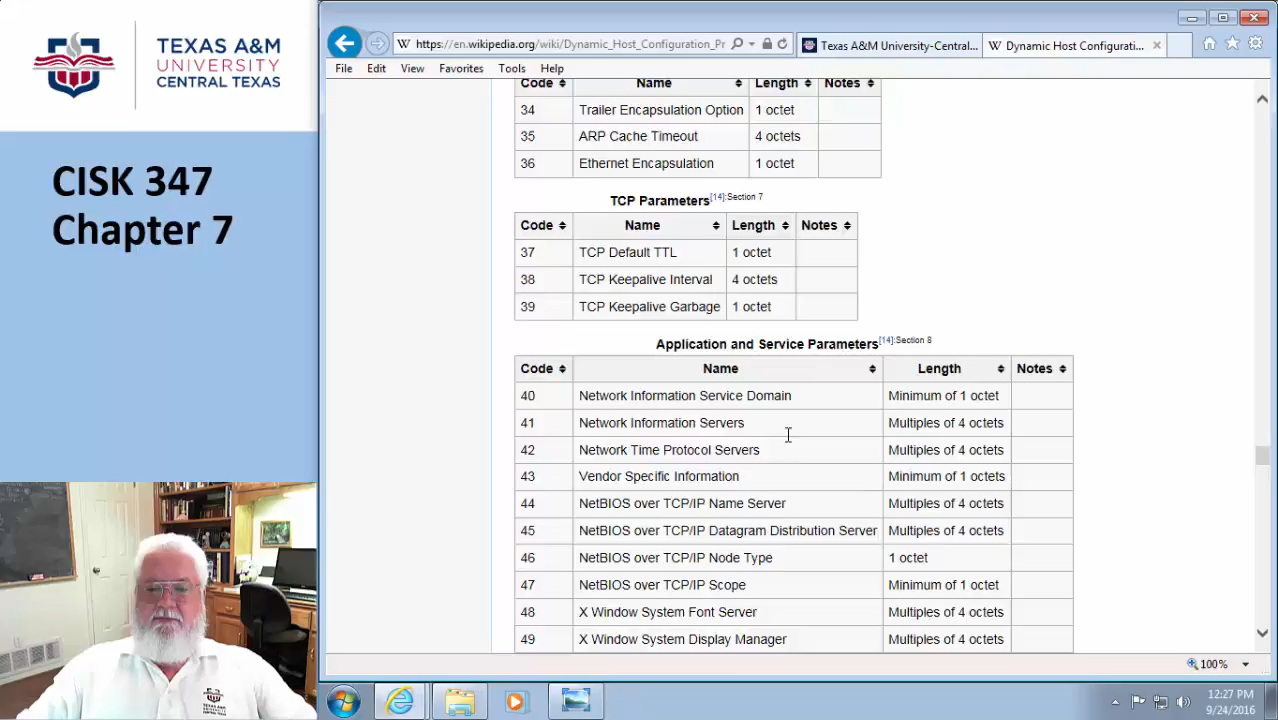 TEXAS A&M
UNIVERSITY
CENTRAL TEXAS
CISK 347
Chapter 7
https://en.wikipedia.org/wiki/Dynamic_Host_Configuration_Pr
Texas A&M University-Central...
Dynamic Host Configurati...
File Edit View Favorites Tools Help
Code Name Length Notes
34 Trailer Encapsulation Option 1 octet
35 ARP Cache Timeout 4 octets
36 Ethernet Encapsulation 1 octet
TCP Parameters[14]:Section 7
Code Name Length Notes
37 TCP Default TTL 1 octet
38 TCP Keepalive Interval 4 octets
39 TCP Keepalive Garbage 1 octet
Application and Service Parameters[14]:Section 8
Code Name Length Notes
40 Network Information Service Domain Minimum of 1 octet
41 Network Information Servers Multiples of 4 octets
42 Network Time Protocol Servers Multiples of 4 octets
43 Vendor Specific Information Minimum of 1 octets
44 NetBIOS over TCP/IP Name Server Multiples of 4 octets
45 NetBIOS over TCP/IP Datagram Distribution Server Multiples of 4 octets
46 NetBIOS over TCP/IP Node Type 1 octet
47 NetBIOS over TCP/IP Scope Minimum of 1 octet
48 X Window System Font Server Multiples of 4 octets
49 X Window System Display Manager Multiples of 4 octets
100%
12:27 PM
9/24/2016